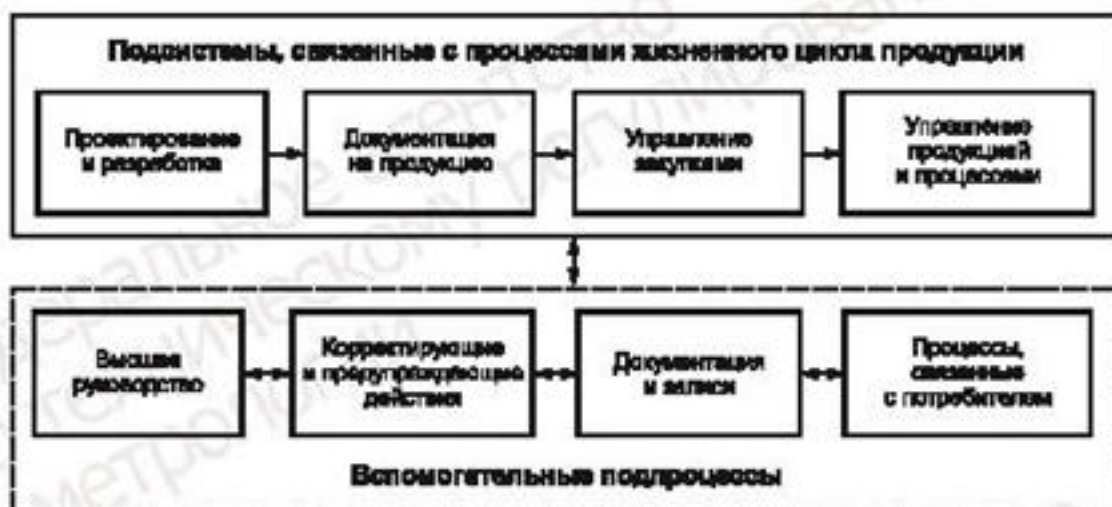 Подсистемы, связанные с процессами жизненного цикла продукции
Проектирование
и разработка
Документация
на продукцию
Управление
закупками
Управление
продукцией
и процессами
Высшее
руководство
Корректирующие
и предупреждающие
действия
Документация
и записи
Процессы,
связанные
с потребителем
Вспомогательные подпроцессы